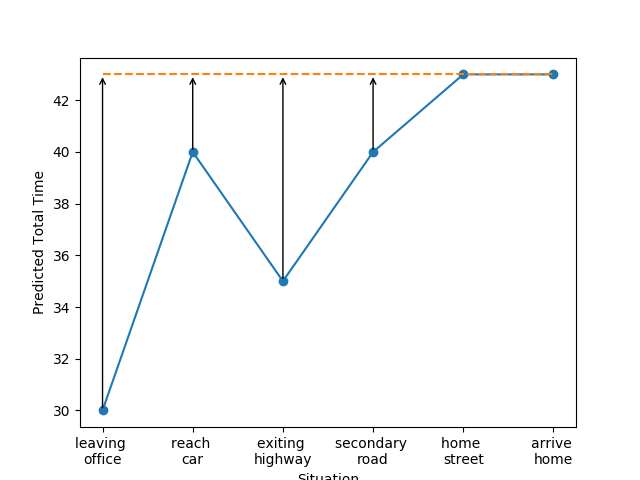 Predicted Total Time
42
40
38
36
34
32
30
leaving office
reach car
exiting highway
secondary road
home street
arrive home
Situation